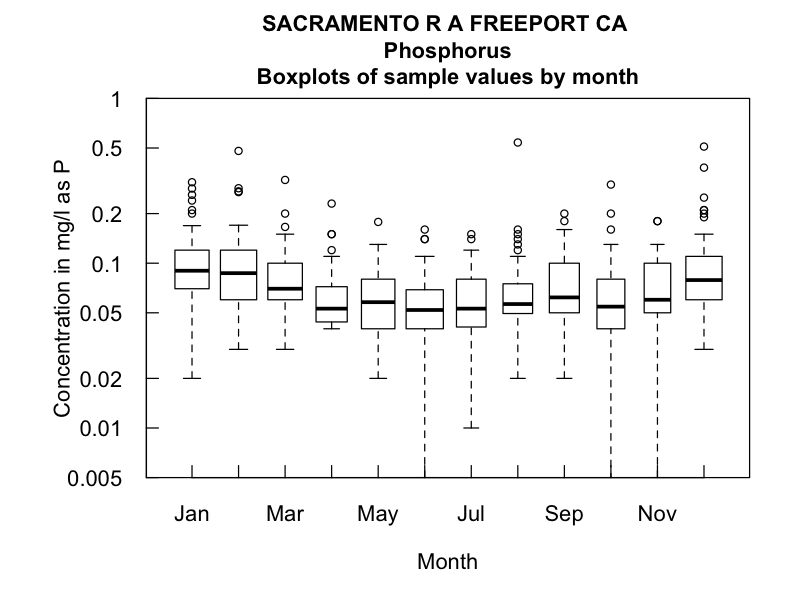 SACRAMENTO R A FREEPORT CA
Phosphorus
Boxplots of sample values by month
Concentration in mg/l as P
1
0.5
0.2
0.1
0.05
0.02
0.01
0.005
Jan Mar May Jul Sep Nov
Month